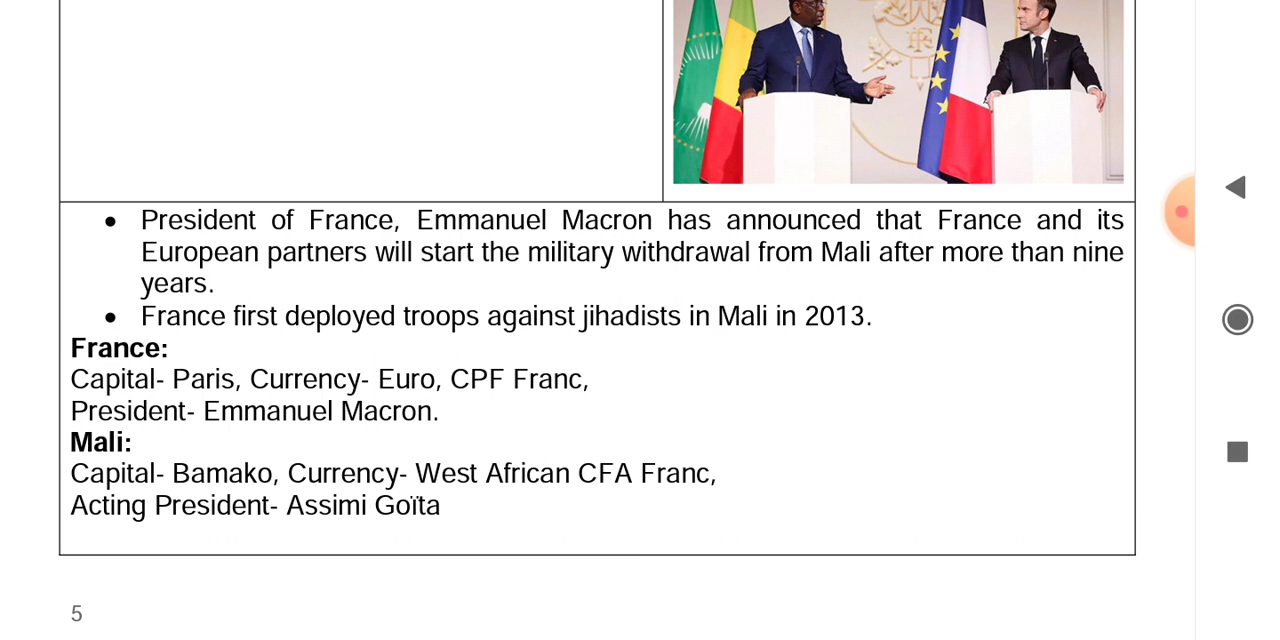 • President of France, Emmanuel Macron has announced that France and its
European partners will start the military withdrawal from Mali after more than nine
years.
• France first deployed troops against jihadists in Mali in 2013.
France:
Capital- Paris, Currency- Euro, CPF Franc,
President- Emmanuel Macron.
Mali:
Capital- Bamako, Currency- West African CFA Franc,
Acting President- Assimi Goïta
5